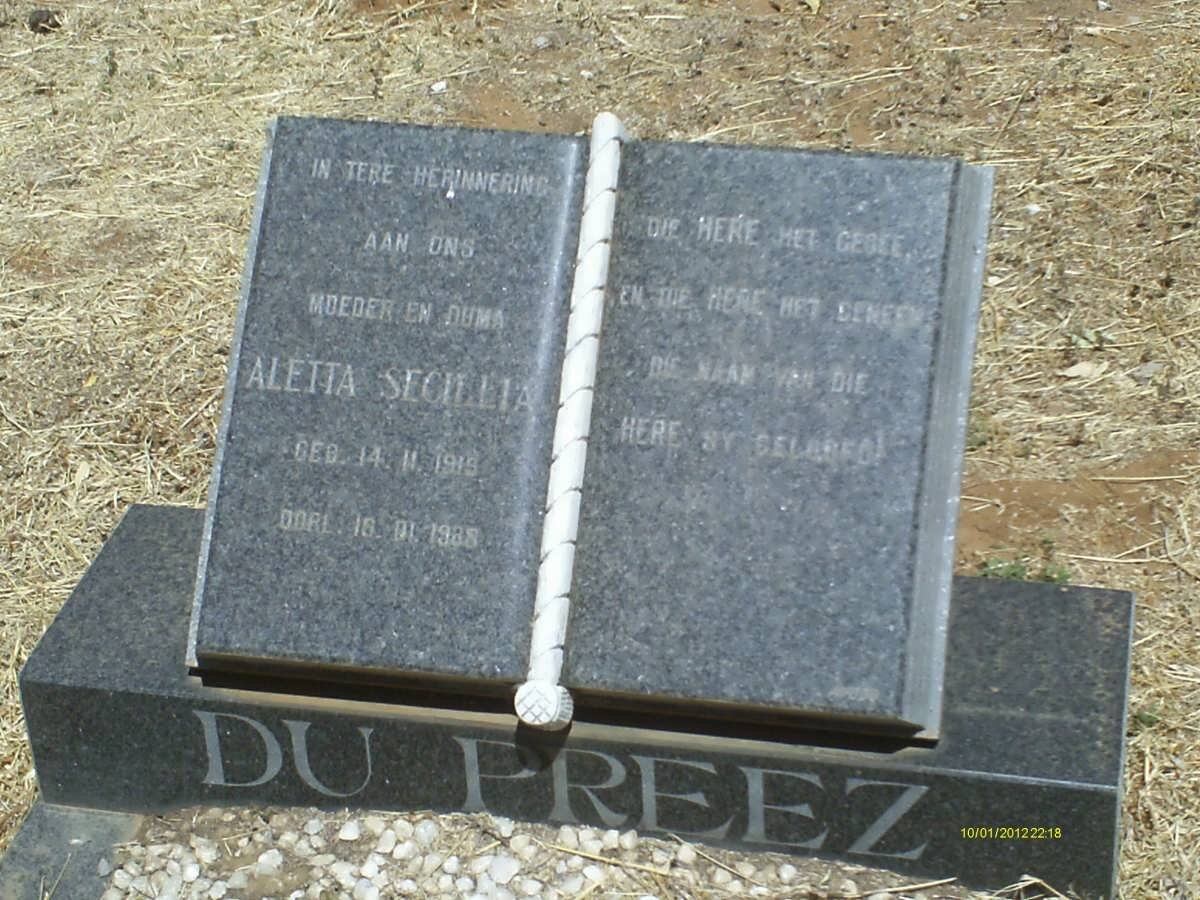 IN TERE HERINNERING
AAN ONS
MOEDER EN OUMA
ALETTA SECILLIA
GEB. 14. 11. 1919
OORL. 01. 1988
DIE HERE HET GEGEE,
EN DIE HERE HET GENEEM
DIE NAAM VAN DIE
HERE SY GELOOFD!
DU PREEZ
10/01/2012 22:18